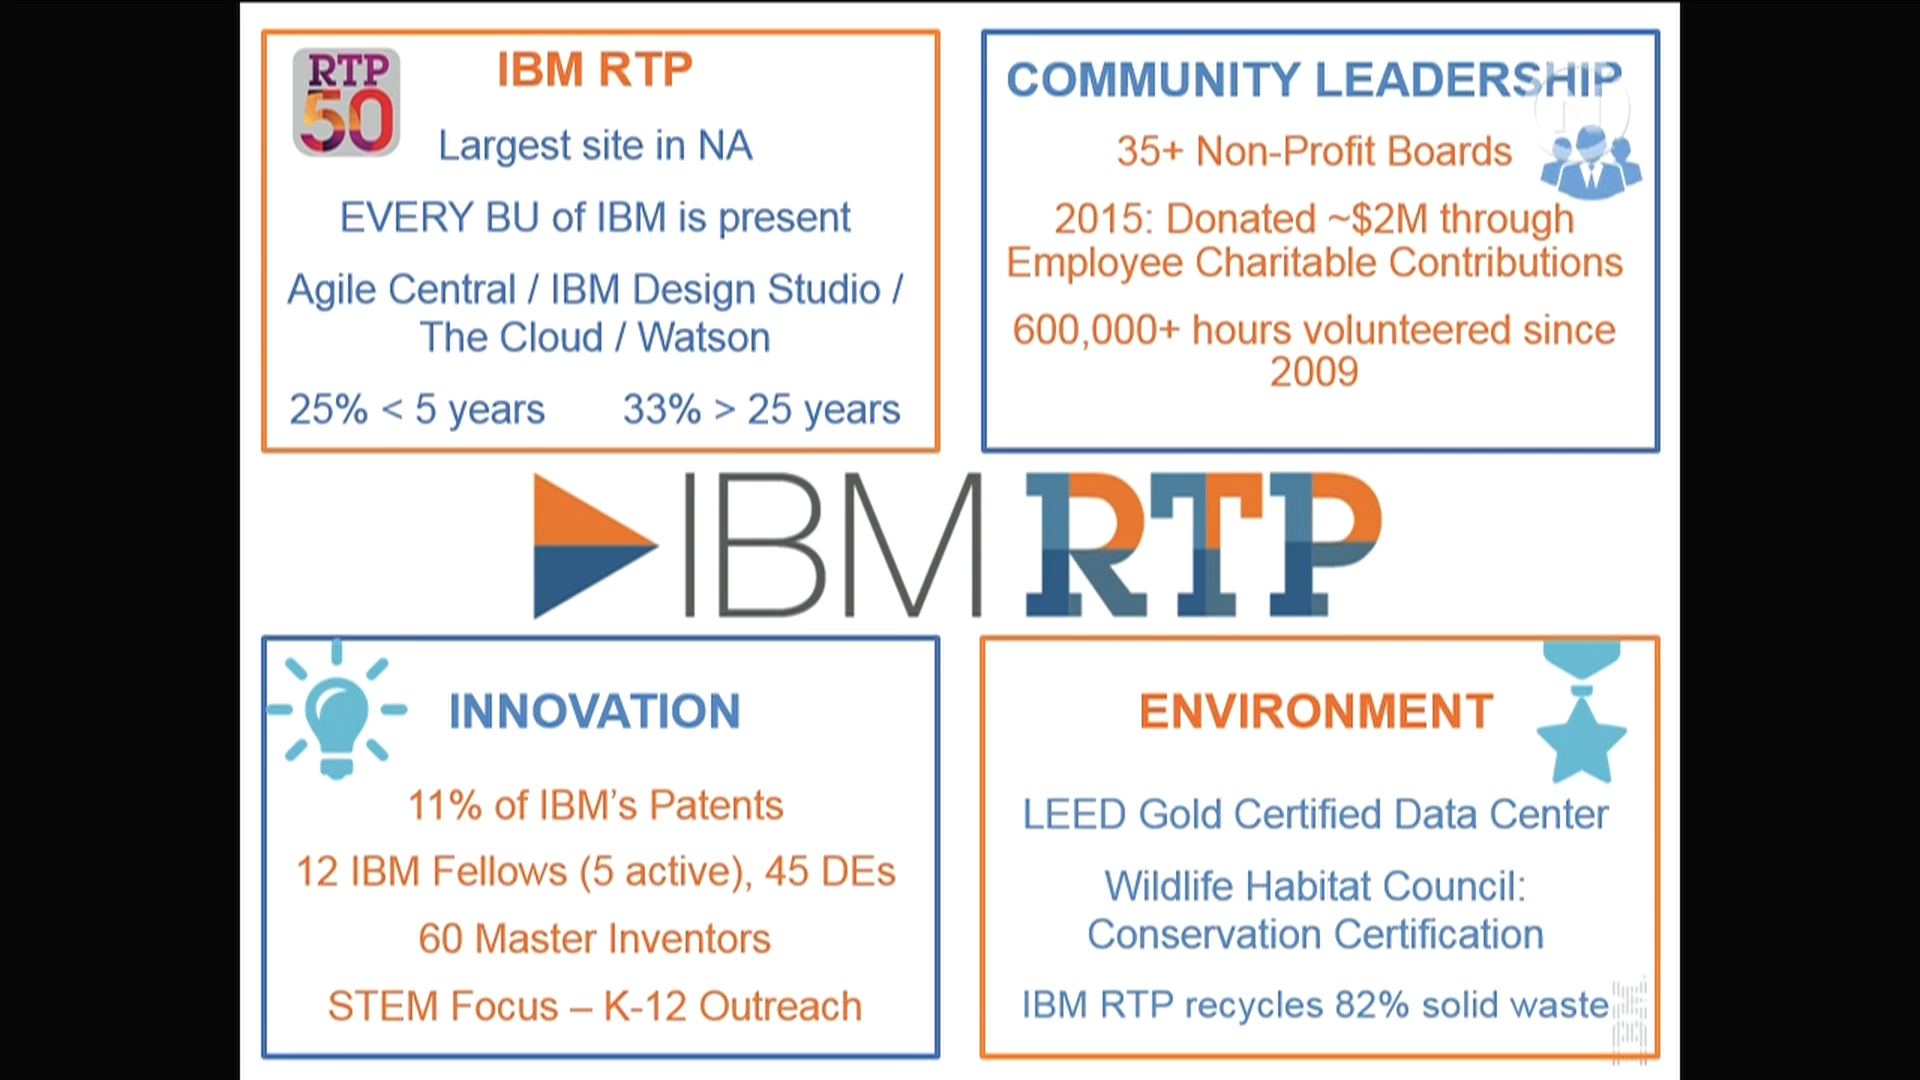 RTP
50
IBM RTP
Largest site in NA
EVERY BU of IBM is present
Agile Central / IBM Design Studio /
The Cloud / Watson
25% < 5 years 33% > 25 years
COMMUNITY LEADERSHIP
35+ Non-Profit Boards
2015: Donated ~$2M through
Employee Charitable Contributions
600,000+ hours volunteered since
2009
IBM RTP
INNOVATION
11% of IBM’s Patents
12 IBM Fellows (5 active), 45 DEs
60 Master Inventors
STEM Focus – K-12 Outreach
ENVIRONMENT
LEED Gold Certified Data Center
Wildlife Habitat Council:
Conservation Certification
IBM RTP recycles 82% solid waste
IBM